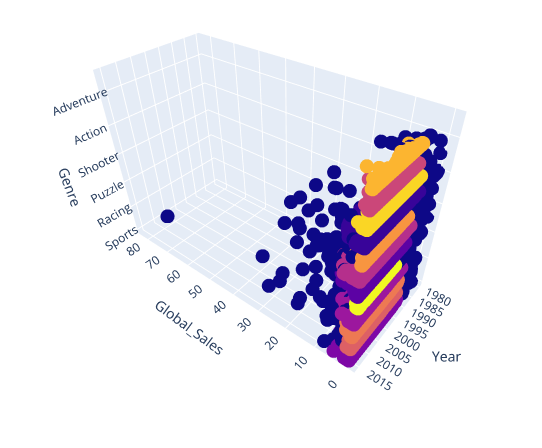 Adventure
Action
Shooter
Puzzle
Racing
Sports
Genre
80
70
60
50
40
30
20
10
0
Global_Sales
1980
1985
1990
1995
2000
2005
2010
2015
Year